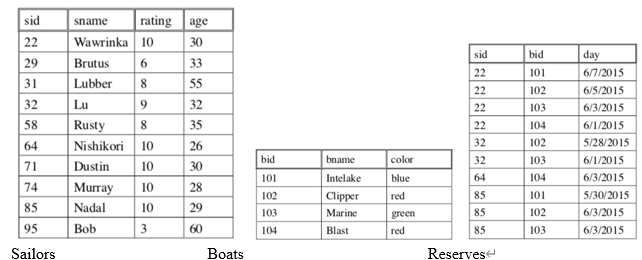 sid sname rating age
22 Wawrinka 10 30
29 Brutus 6 33
31 Lubber 8 55
32 Lu 9 32
58 Rusty 8 35
64 Nishikori 10 26
71 Dustin 10 30
74 Murray 10 28
85 Nadal 10 29
95 Bob 3 60
bid bname color
101 Intelake blue
102 Clipper red
103 Marine green
104 Blast red
sid bid day
22 101 6/7/2015
22 102 6/5/2015
22 103 6/3/2015
22 104 6/1/2015
32 102 5/28/2015
32 103 6/1/2015
64 104 6/3/2015
85 101 5/30/2015
85 102 6/3/2015
85 103 6/3/2015
Sailors Boats Reserves↵